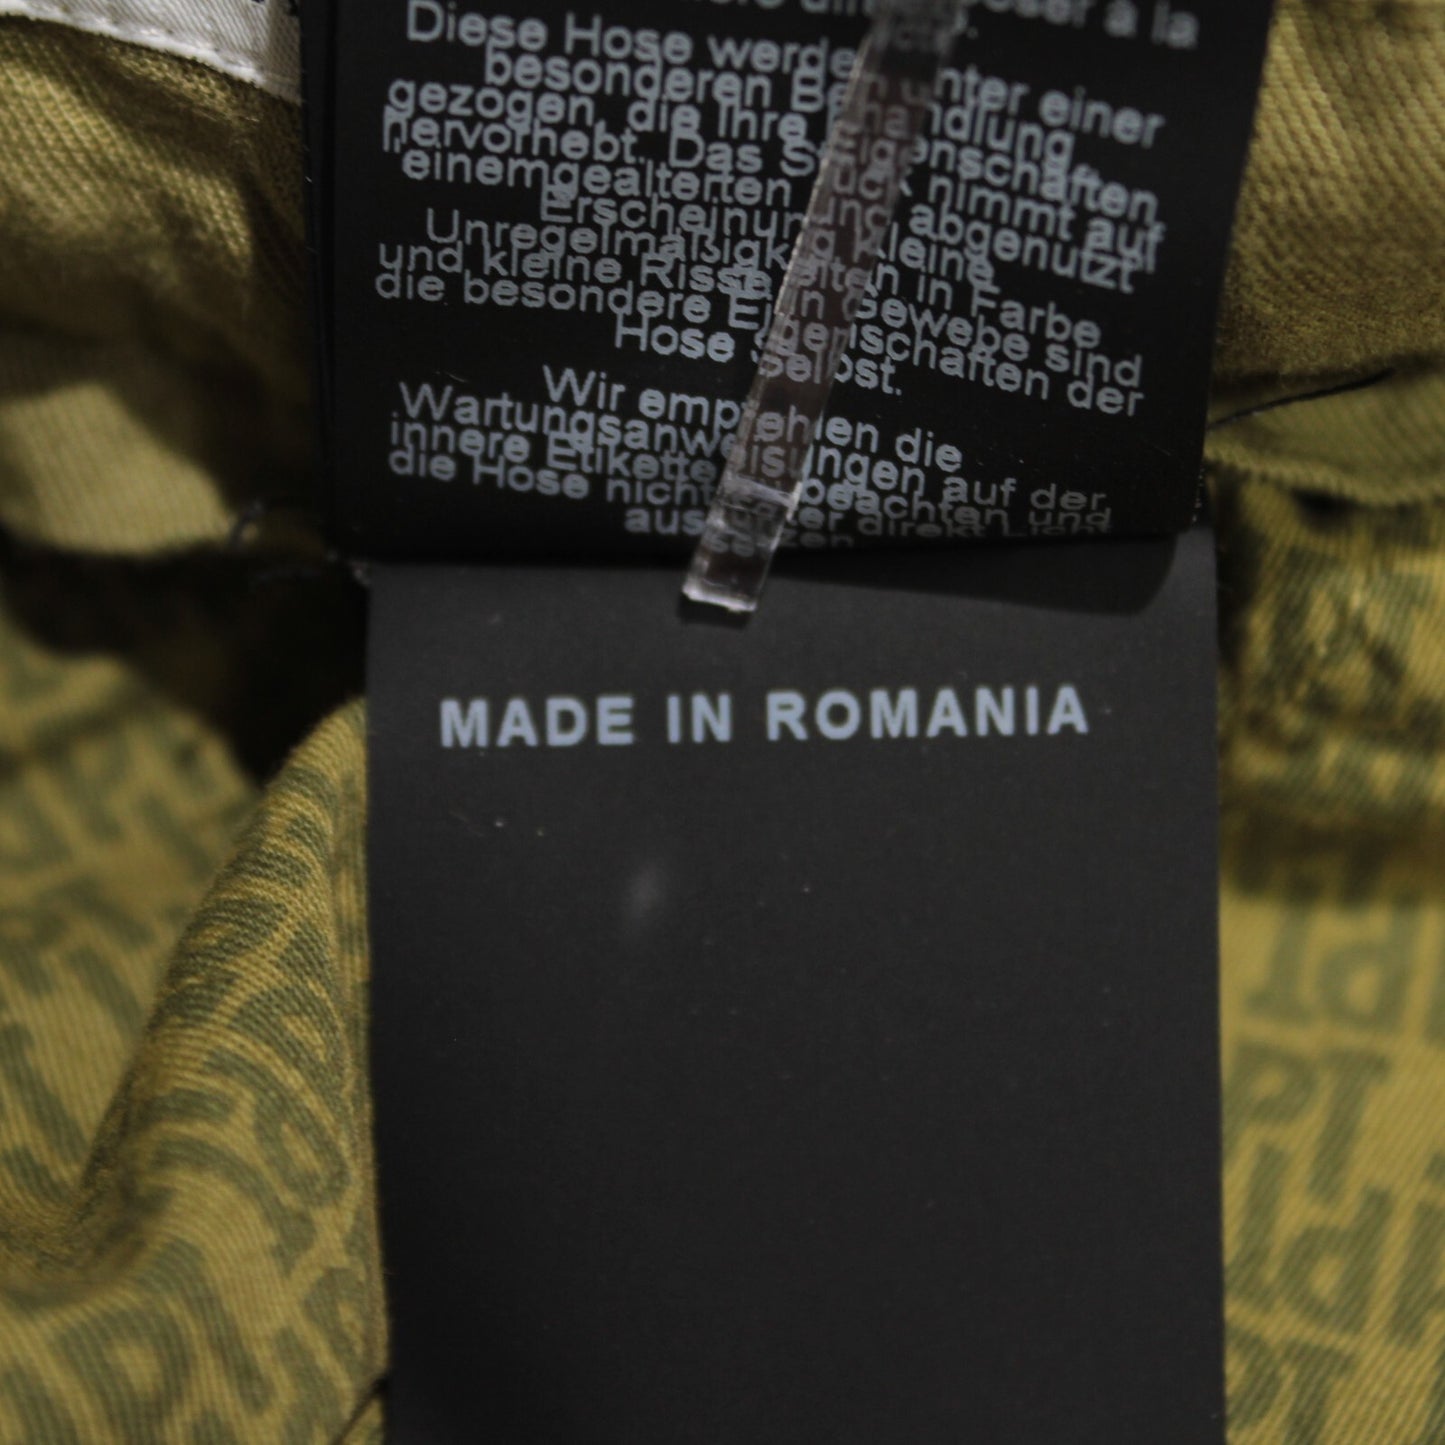 à la
Diese Hose werden unter einer
besonderen Behandlung
gezogen, die ihre Eigenschaften
hervorhebt. Das Stück nimmt auf
einemgealterten und abgenutzt
Erscheinung kleine
Unregelmäßigkeiten in Farbe
und kleine Risse in Gewebe sind
die besondere Eigenschaften der
Hose Selbst.
Wir empfehlen die
Wartungsanweisungen auf der
innere Etikette beachten und
die Hose nicht direkt Licht
aussetzen.
MADE IN ROMANIA